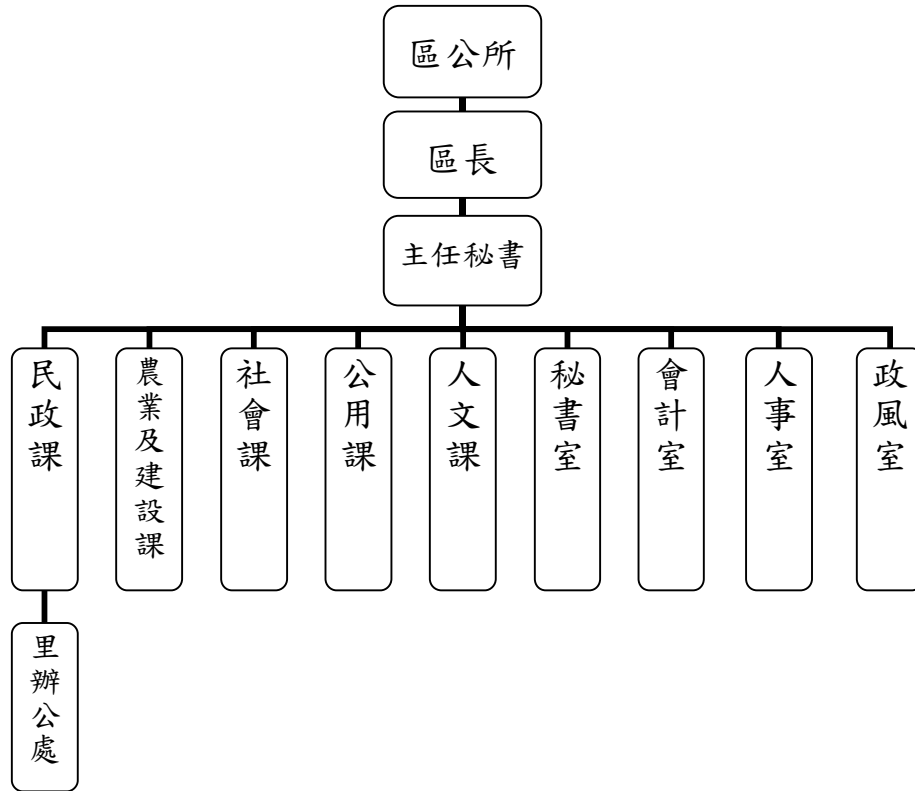 區公所
區長
主任秘書
民政課
農業及建設課
社會課
公用課
人文課
秘書室
會計室
人事室
政風室
里辦公處